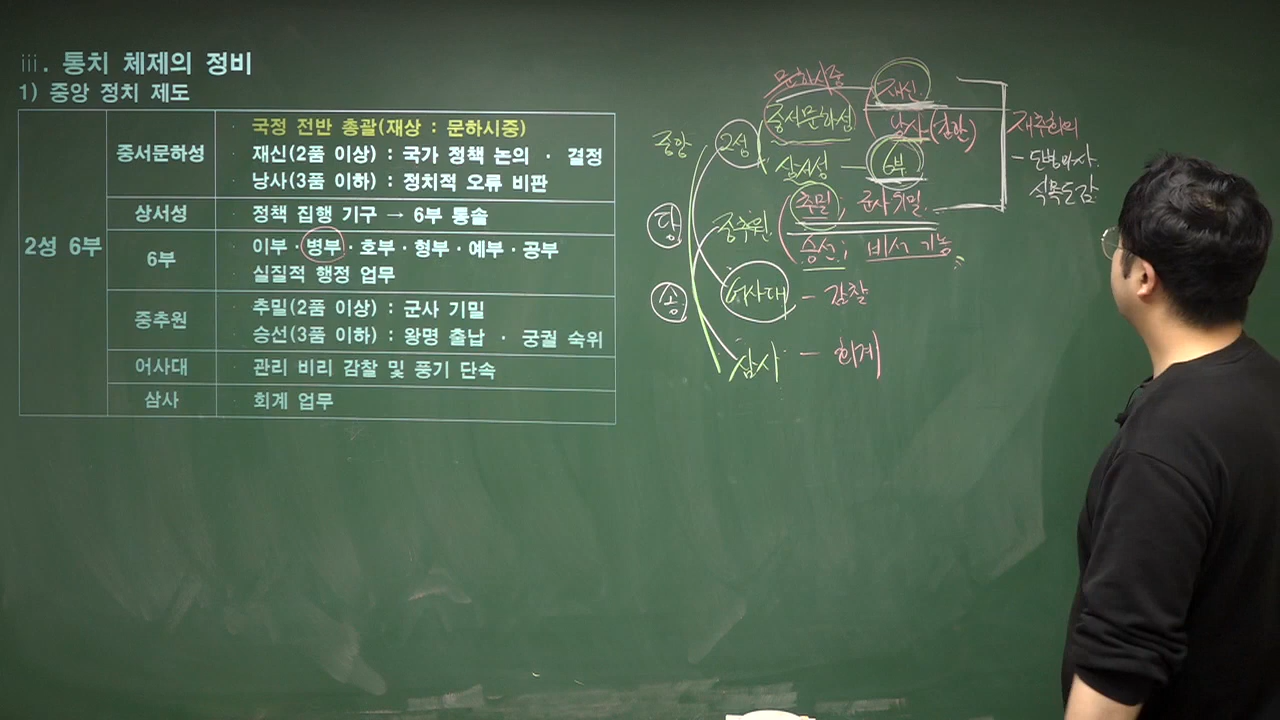 ⅲ. 통치 체제의 정비
1) 중앙 정치 제도
2성 6부
중서문하성
· 국정 전반 총괄(재상 : 문하시중)
· 재신(2품 이상) : 국가 정책 논의 · 결정
· 낭사(3품 이하) : 정치적 오류 비판
상서성
· 정책 집행 기구 → 6부 통솔
6부
· 이부 · 병부 · 호부 · 형부 · 예부 · 공부
· 실질적 행정 업무
중추원
· 추밀(2품 이상) : 군사 기밀
· 승선(3품 이하) : 왕명 출납 · 궁궐 숙위
어사대
· 관리 비리 감찰 및 풍기 단속
삼사
· 회계 업무
문하시중
중앙
2성
중서문하성
재신.
낭사(간관)
상서성 — 6부
당
중추원
추밀; 군사기밀.
승선; 비서 기능
송
어사대 - 감찰
삼사 - 회계
재추회의
- 도병마사.
식목도감